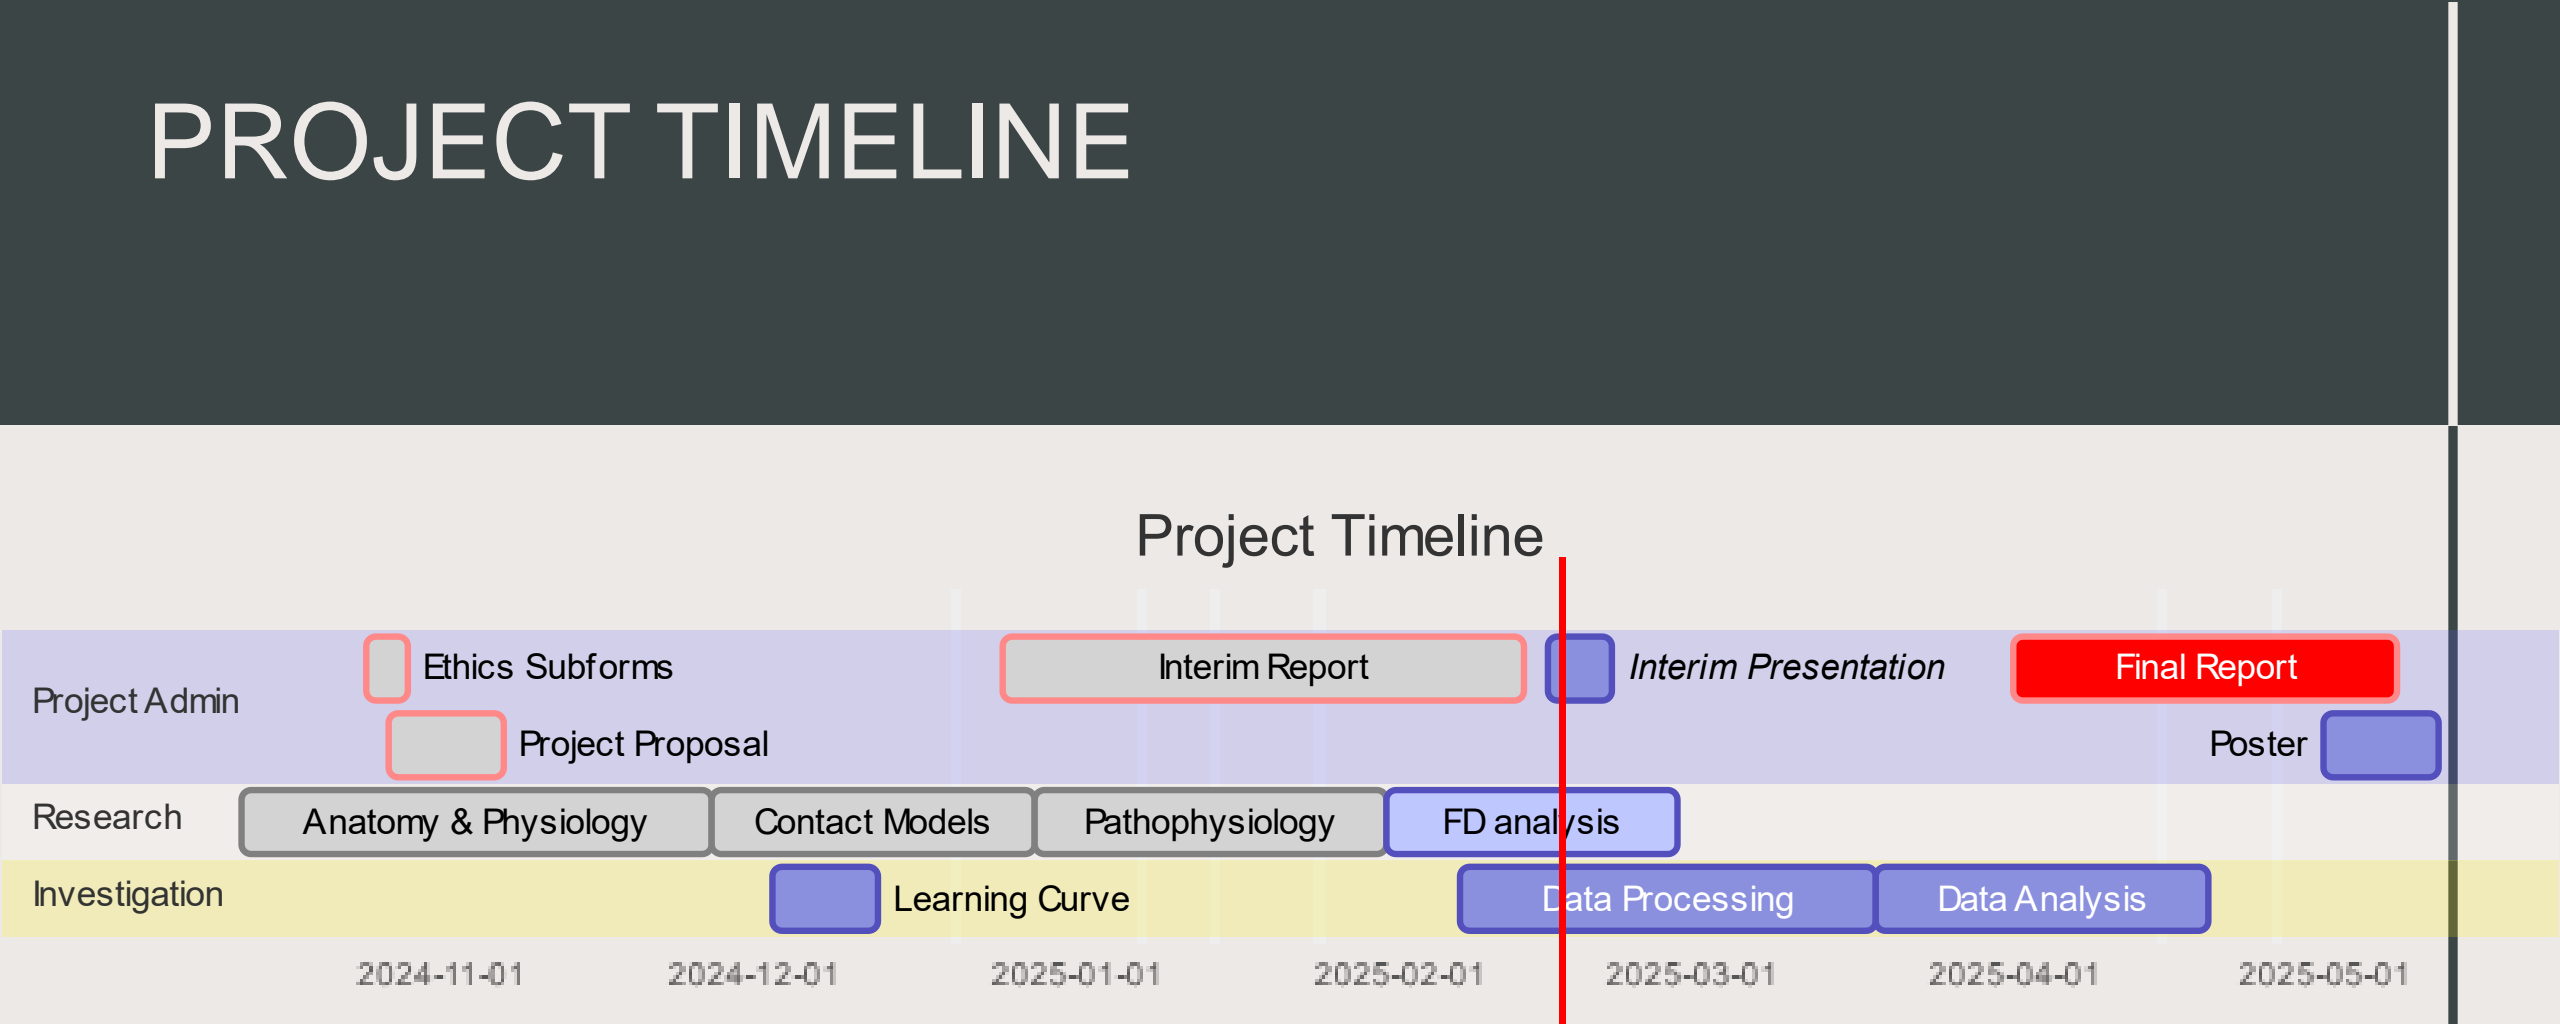 PROJECT TIMELINE
Project Timeline
Project Admin
Ethics Subforms
Interim Report
Interim Presentation
Final Report
Project Proposal
Poster
Research
Anatomy & Physiology
Contact Models
Pathophysiology
FD analysis
Investigation
Learning Curve
Data Processing
Data Analysis
2024-11-01
2024-12-01
2025-01-01
2025-02-01
2025-03-01
2025-04-01
2025-05-01